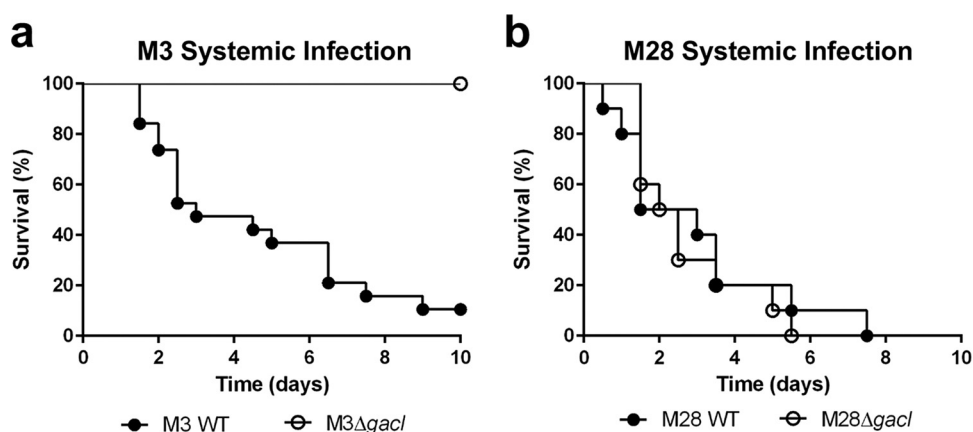 a
M3 Systemic Infection
Survival (%)
100
80
60
40
20
0
0 2 4 6 8 10
Time (days)
M3 WT M3Δgacl
b
M28 Systemic Infection
Survival (%)
100
80
60
40
20
0
0 2 4 6 8 10
Time (days)
M28 WT M28Δgacl